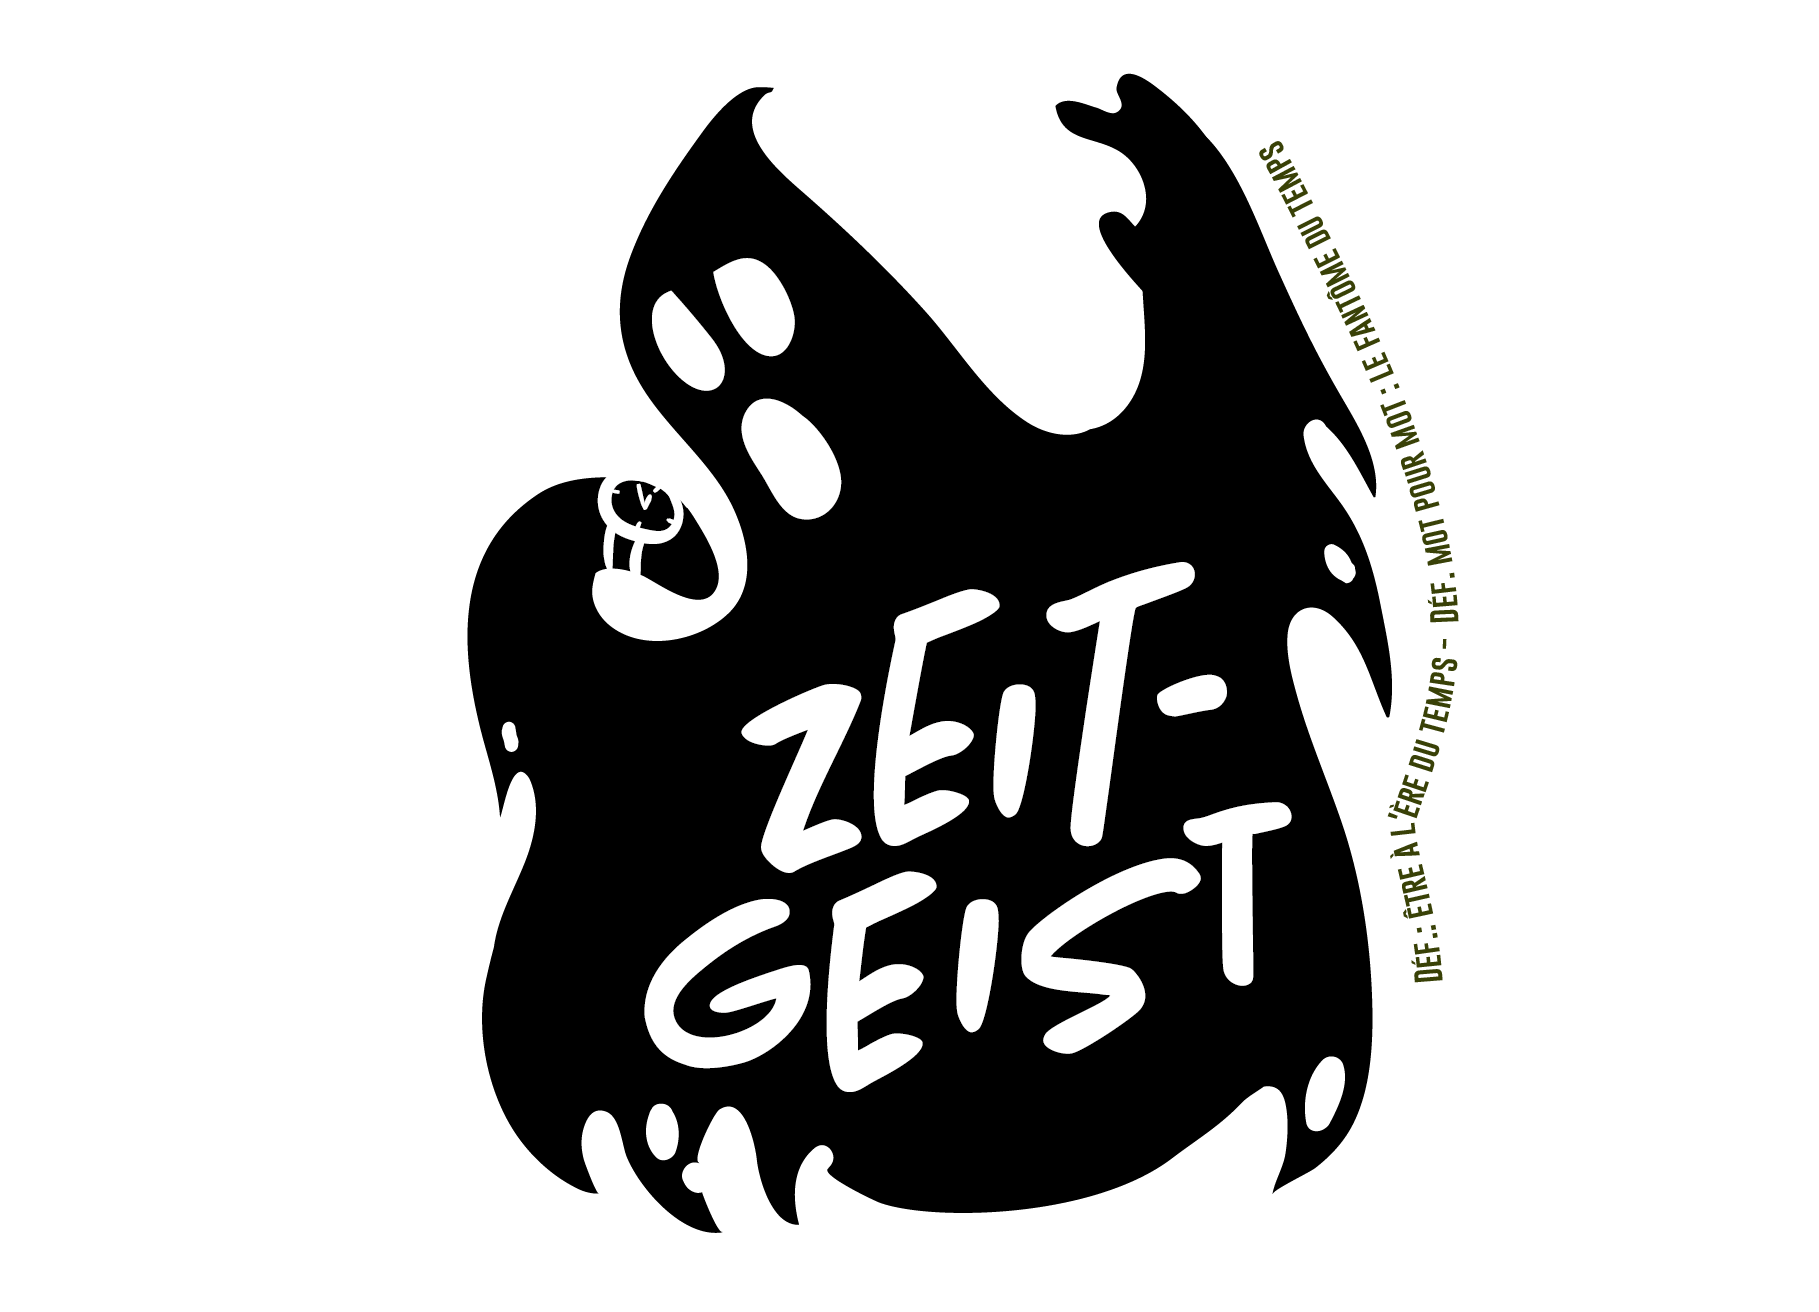 ZEIT-
GEIST
DÉF.: ÊTRE À L'ÈRE DU TEMPS - DÉF. MOT POUR MOT : LE FANTÔME DU TEMPS